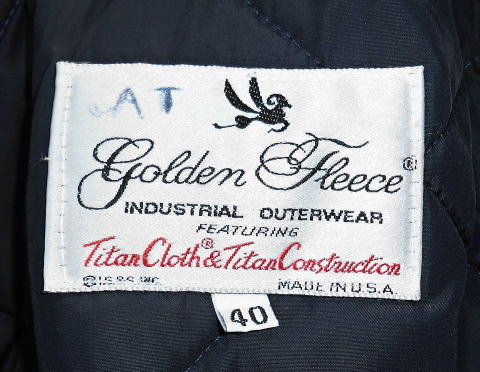 AT
Golden Fleece®
INDUSTRIAL OUTERWEAR
FEATURING
Titan Cloth® & Titan Construction
MADE IN U.S.A.
40